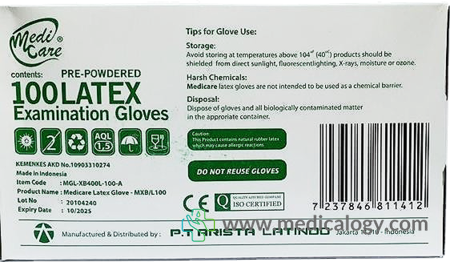 Medi Care ®
contents: PRE-POWDERED
100 LATEX
Examination Gloves
2 AQL 1.5 L
KEMENKES AKD No.10903310274
Made in Indonesia
Item Code : MGL-XB400L-100-A
Product Name : Medicare Latex Glove - MXB/L100
Lot No : 20104240
Expiry Date : 10/2025
Manufactured & Distributed by : P.T. ARISTA LATINDO Jakarta Indonesia
Tips for Glove Use:
Storage:
Avoid storing at temperatures above 104° (40°c) products should be
shielded from direct sunlight, fluorescentlighting, X-rays, moisture or ozone.
Harsh Chemicals:
Medicare latex gloves are not intended to be used as a chemical barrier.
Disposal:
Dispose of gloves and all biologically contaminated matter
in the approriate container.
Caution:
This Product contains natural rubber latex
which may cause allergic reactions
DO NOT REUSE GLOVES
CE Q ISO CERTIFIED
7 237846 811412
www.medicalogy.com